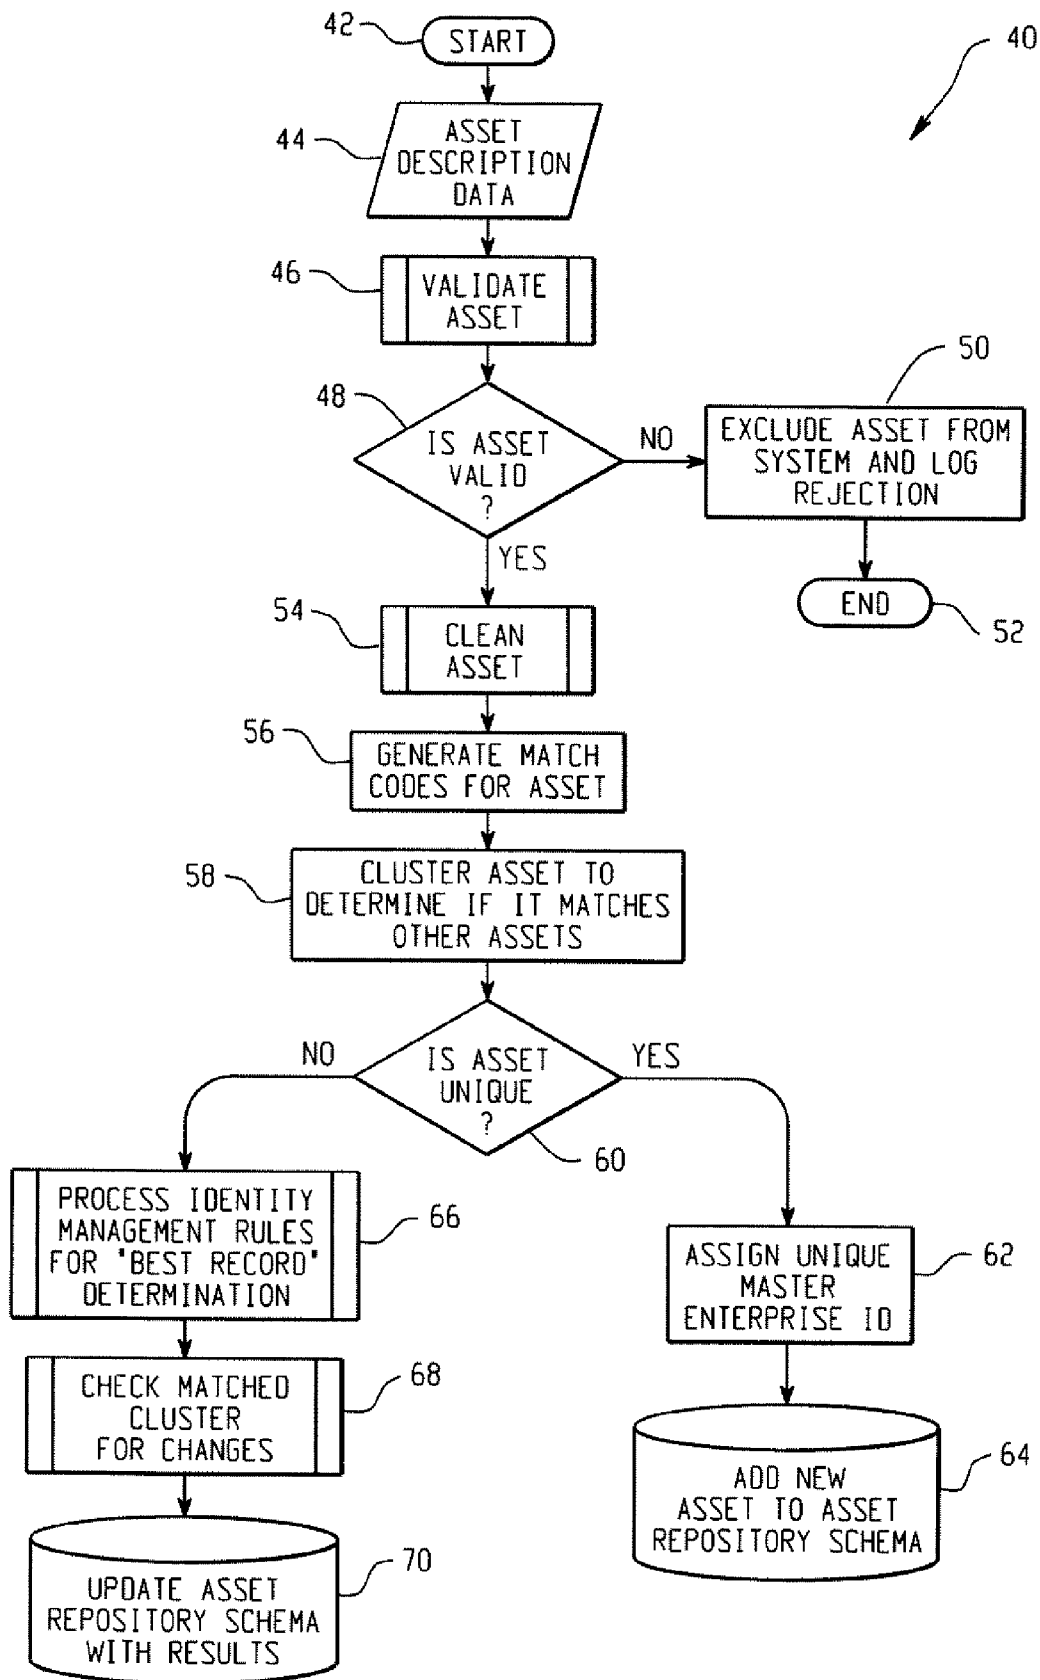 42
START
40
44
ASSET
DESCRIPTION
DATA
46
VALIDATE
ASSET
48
IS ASSET
VALID
?
NO
50
EXCLUDE ASSET FROM
SYSTEM AND LOG
REJECTION
YES
END
52
54
CLEAN
ASSET
56
GENERATE MATCH
CODES FOR ASSET
58
CLUSTER ASSET TO
DETERMINE IF IT MATCHES
OTHER ASSETS
NO
IS ASSET
UNIQUE
?
YES
60
PROCESS IDENTITY
MANAGEMENT RULES
FOR "BEST RECORD"
DETERMINATION
66
ASSIGN UNIQUE
MASTER
ENTERPRISE ID
62
CHECK MATCHED
CLUSTER
FOR CHANGES
68
ADD NEW
ASSET TO ASSET
REPOSITORY SCHEMA
64
UPDATE ASSET
REPOSITORY SCHEMA
WITH RESULTS
70